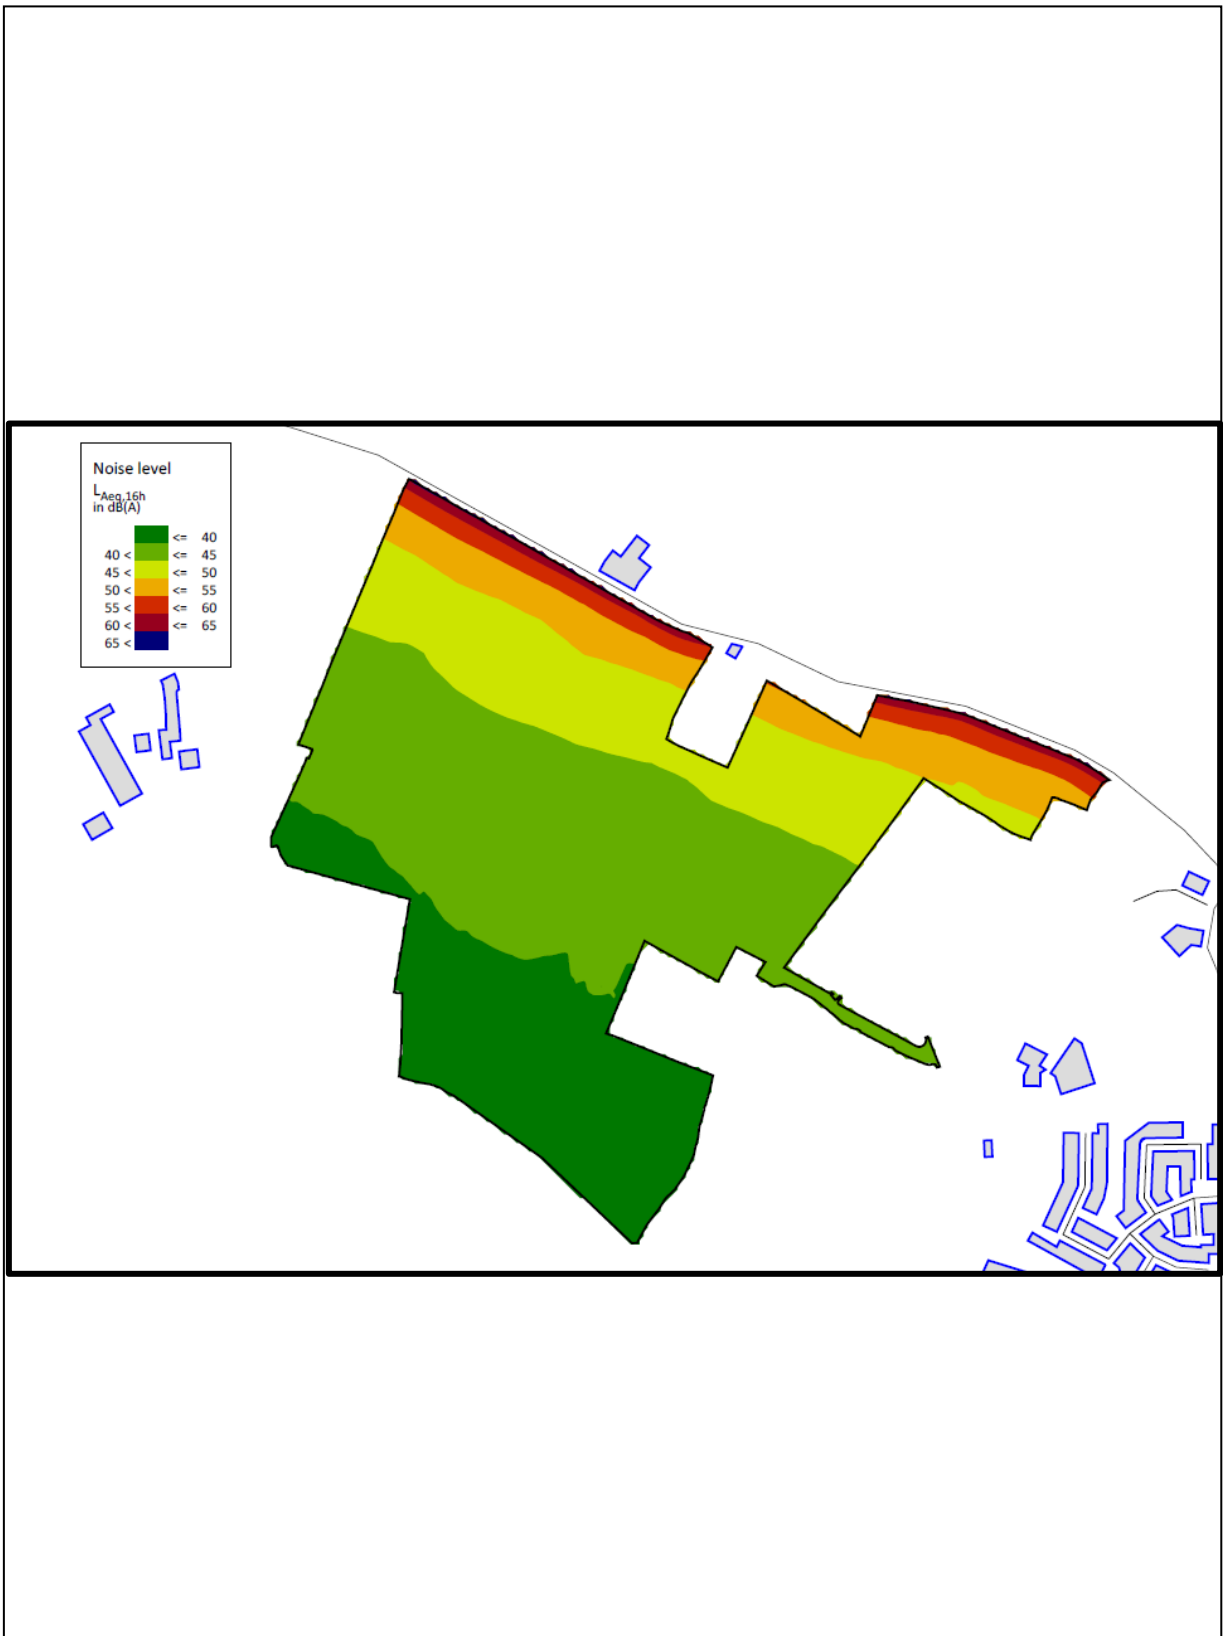 Noise level
LAeq,16h
in dB(A)
<= 40
40 < <= 45
45 < <= 50
50 < <= 55
55 < <= 60
60 < <= 65
65 <